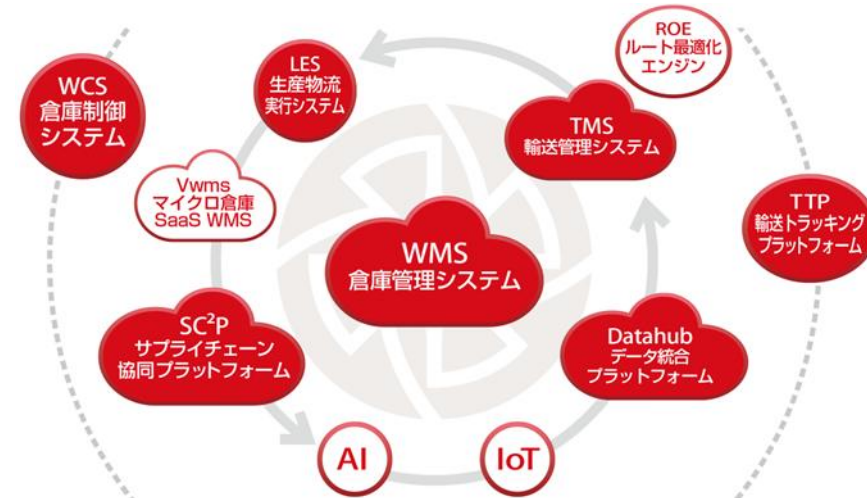 ROE
ルート最適化
エンジン
LES
生産物流
実行システム
WCS
倉庫制御
システム
TMS
輸送管理システム
Vwms
マイクロ倉庫
SaaS WMS
TTP
輸送トラッキング
プラットフォーム
WMS
倉庫管理システム
SC²P
サプライチェーン
協同プラットフォーム
Datahub
データ統合
プラットフォーム
AI
IoT